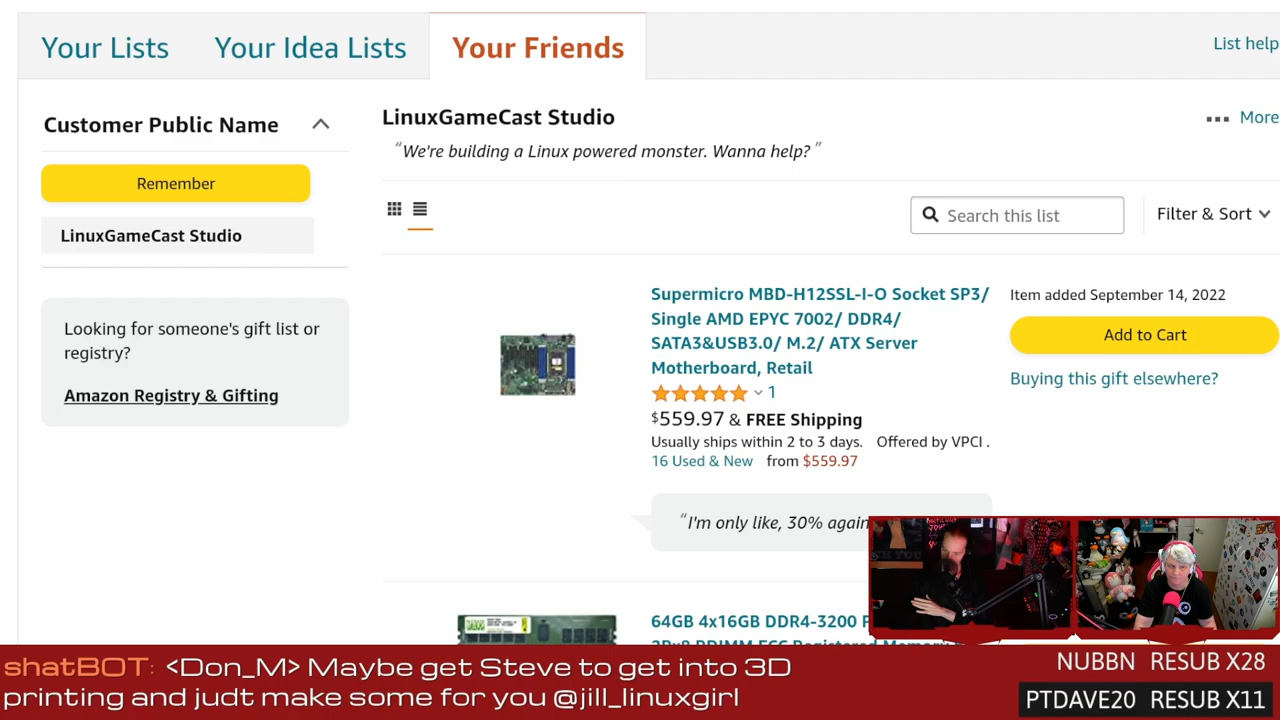 Your Lists
Your Idea Lists
Your Friends
List help
Customer Public Name
Remember
LinuxGameCast Studio
Looking for someone's gift list or
registry?
Amazon Registry & Gifting
LinuxGameCast Studio
... More
"We're building a Linux powered monster. Wanna help?"
Search this list
Filter & Sort
Supermicro MBD-H12SSL-I-O Socket SP3/
Single AMD EPYC 7002/ DDR4/
SATA3&USB3.0/ M.2/ ATX Server
Motherboard, Retail
1
$559.97 & FREE Shipping
Usually ships within 2 to 3 days. Offered by VPCI .
16 Used & New from $559.97
"I'm only like, 30% again
Item added September 14, 2022
Add to Cart
Buying this gift elsewhere?
64GB 4x16GB DDR4-3200
shatBOT: <Don_M> Maybe get Steve to get into 3D
printing and judt make some for you @jill_linuxgirl
NUBBN RESUB X28
PTDAVE20 RESUB X11